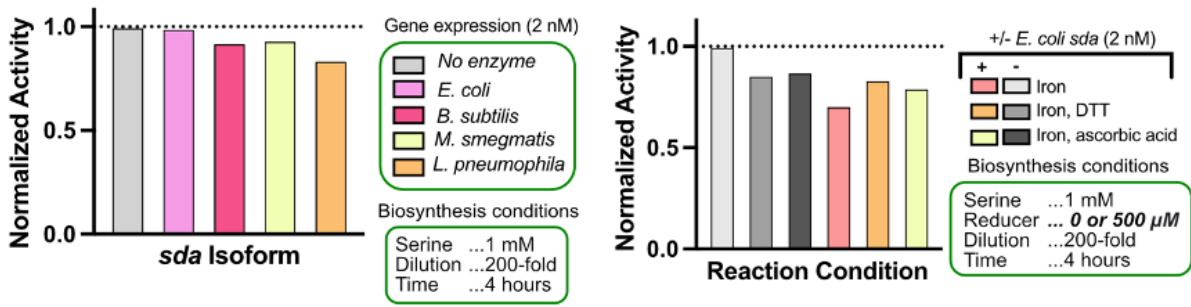 Normalized Activity
1.0
0.5
0.0
sda Isoform
Gene expression (2 nM)
No enzyme
E. coli
B. subtilis
M. smegmatis
L. pneumophila
Biosynthesis conditions
Serine ...1 mM
Dilution ...200-fold
Time ...4 hours
Normalized Activity
1.0
0.5
0.0
Reaction Condition
+/- E. coli sda (2 nM)
+ -
Iron
Iron, DTT
Iron, ascorbic acid
Biosynthesis conditions
Serine ...1 mM
Reducer ... 0 or 500 µM
Dilution ...200-fold
Time ...4 hours